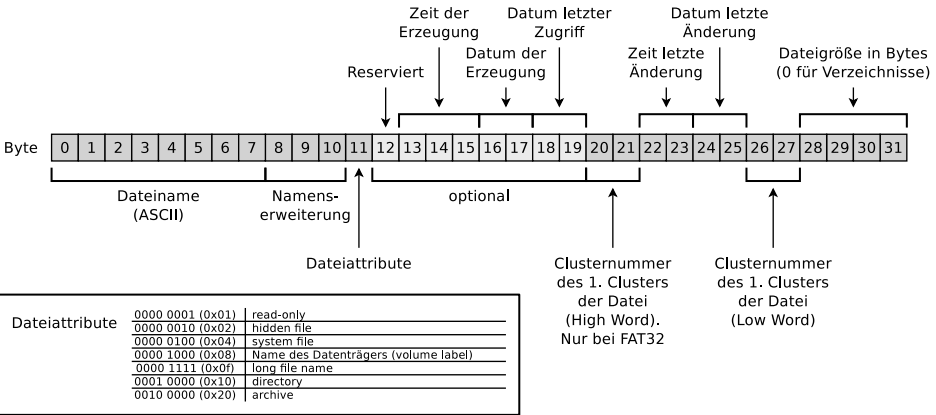 Zeit der
Erzeugung
Datum letzter
Zugriff
Datum letzte
Änderung
Reserviert
Datum der
Erzeugung
Zeit letzte
Änderung
Dateigröße in Bytes
(0 für Verzeichnisse)
Byte 0 1 2 3 4 5 6 7 8 9 10 11 12 13 14 15 16 17 18 19 20 21 22 23 24 25 26 27 28 29 30 31
Dateiname
(ASCII)
Namens-
erweiterung
optional
Dateiattribute
Clusternummer
des 1. Clusters
der Datei
(High Word).
Nur bei FAT32
Clusternummer
des 1. Clusters
der Datei
(Low Word)
Dateiattribute
0000 0001 (0x01) read-only
0000 0010 (0x02) hidden file
0000 0100 (0x04) system file
0000 1000 (0x08) Name des Datenträgers (volume label)
0000 1111 (0x0f) long file name
0001 0000 (0x10) directory
0010 0000 (0x20) archive